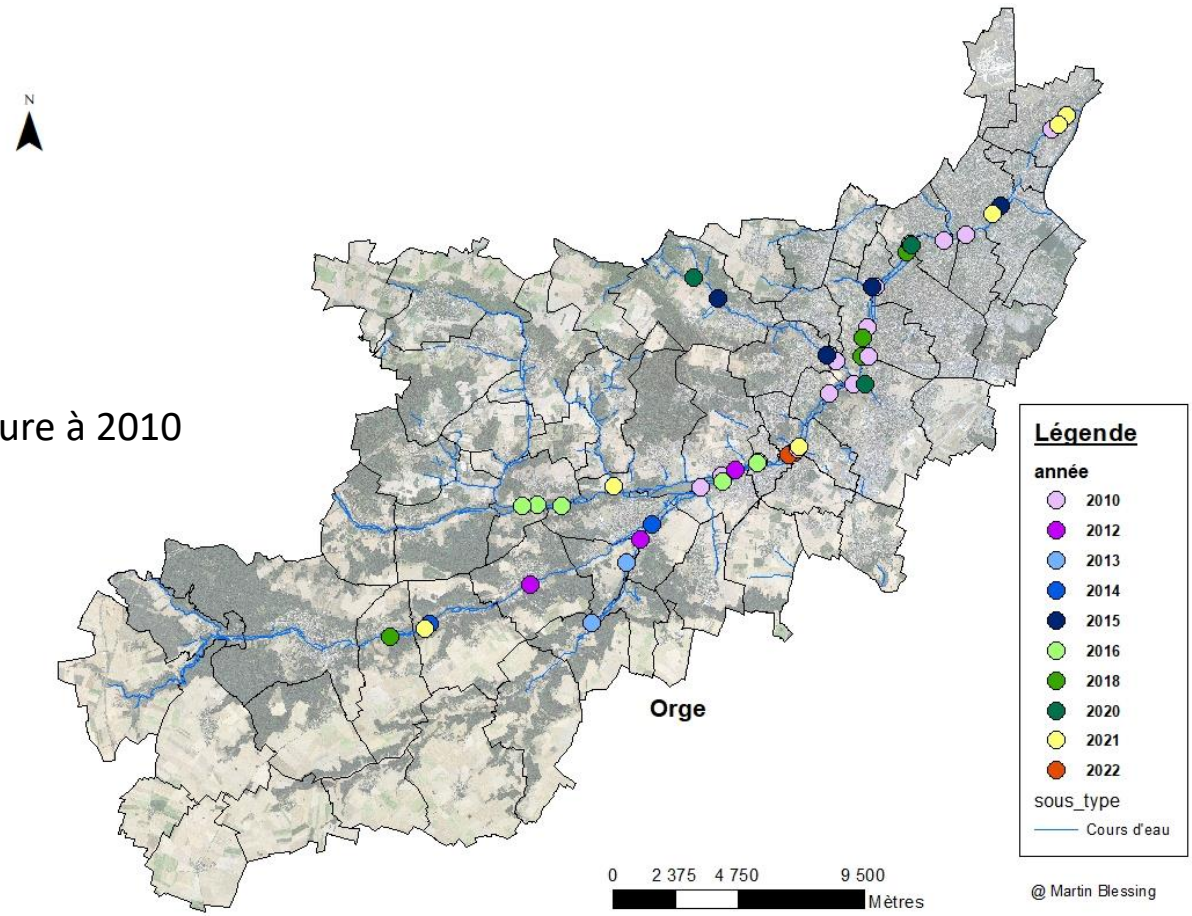 N
ure à 2010
Orge
Légende
année
2010
2012
2013
2014
2015
2016
2018
2020
2021
2022
sous_type
Cours d'eau
0 2 375 4 750 9 500
Mètres
@ Martin Blessing